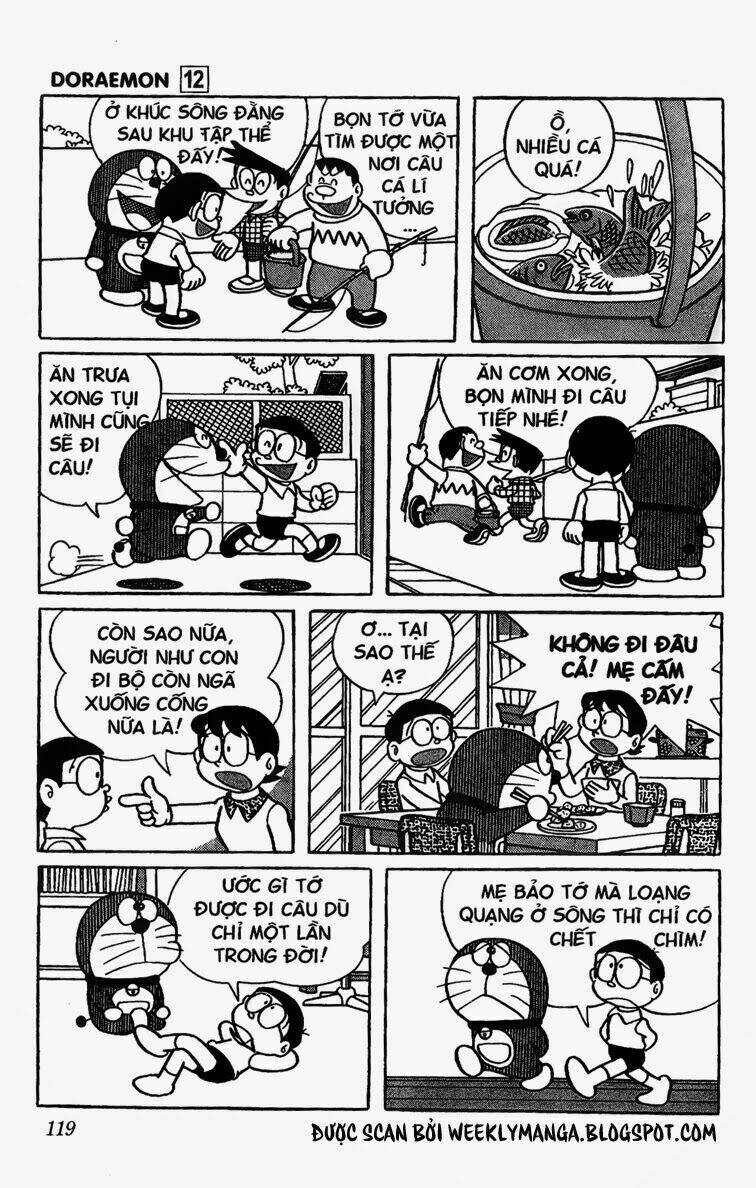 DORAEMON 12
Ồ,
NHIỀU CÁ
QUÁ!
BỌN TỚ VỪA
TÌM ĐƯỢC MỘT
NƠI CÂU
CÁ LÍ
TƯỞNG
...
Ở KHÚC SÔNG ĐẰNG
SAU KHU TẬP THỂ
ĐẤY!
ĂN CƠM XONG,
BỌN MÌNH ĐI CÂU
TIẾP NHÉ!
ĂN TRƯA
XONG TỤI
MÌNH CŨNG
SẼ ĐI
CÂU!
KHÔNG ĐI ĐÂU
CẢ! MẸ CẤM
ĐẤY!
Ơ... TẠI
SAO THẾ
Ạ?
CÒN SAO NỮA,
NGƯỜI NHƯ CON
ĐI BỘ CÒN NGÃ
XUỐNG CỐNG
NỮA LÀ!
MẸ BẢO TỚ MÀ LOẠNG
QUẠNG Ở SÔNG THÌ CHỈ CÓ
CHẾT CHÌM!
ƯỚC GÌ TỚ
ĐƯỢC ĐI CÂU DÙ
CHỈ MỘT LẦN
TRONG ĐỜI!
119
ĐƯỢC SCAN BỞI WEEKLYMANGA.BLOGSPOT.COM